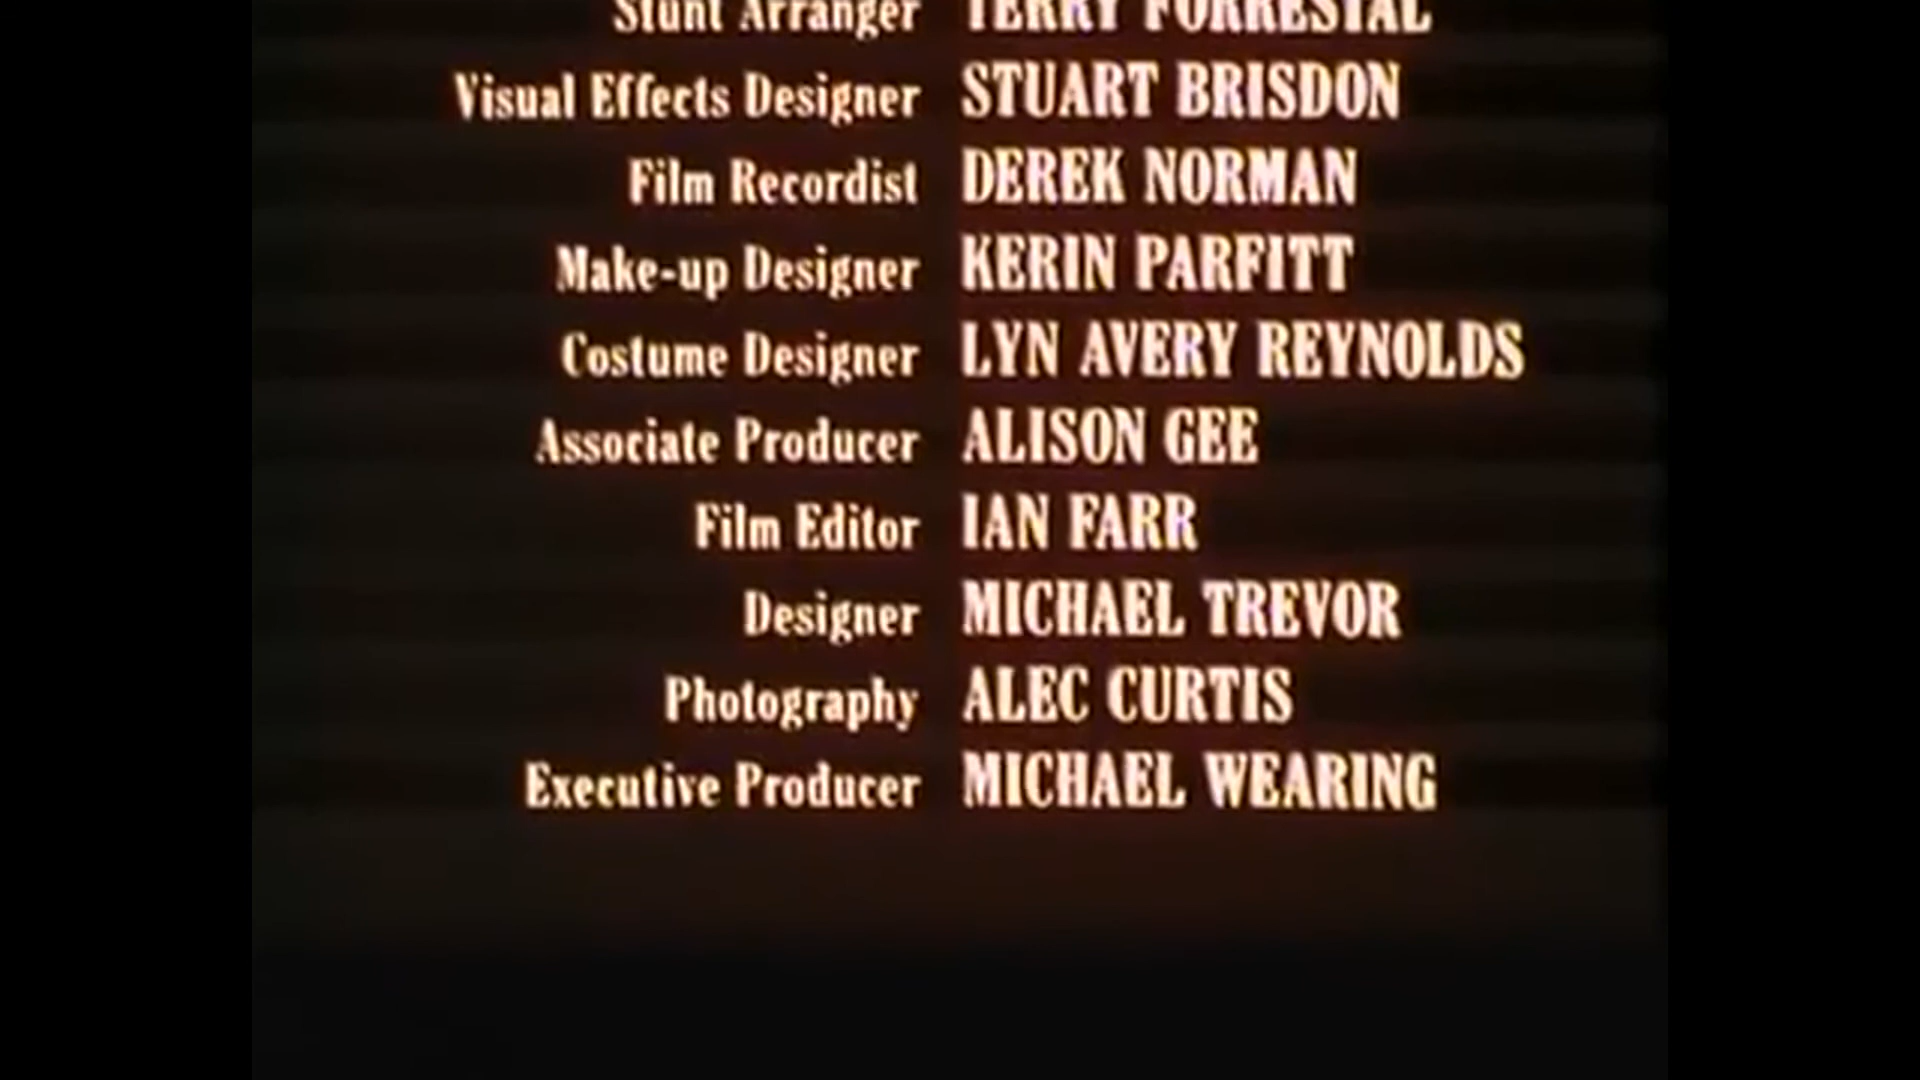 Stunt Arranger TERRY FORRESTAL
Visual Effects Designer STUART BRISDON
Film Recordist DEREK NORMAN
Make-up Designer KERIN PARFITT
Costume Designer LYN AVERY REYNOLDS
Associate Producer ALISON GEE
Film Editor IAN FARR
Designer MICHAEL TREVOR
Photography ALEC CURTIS
Executive Producer MICHAEL WEARING